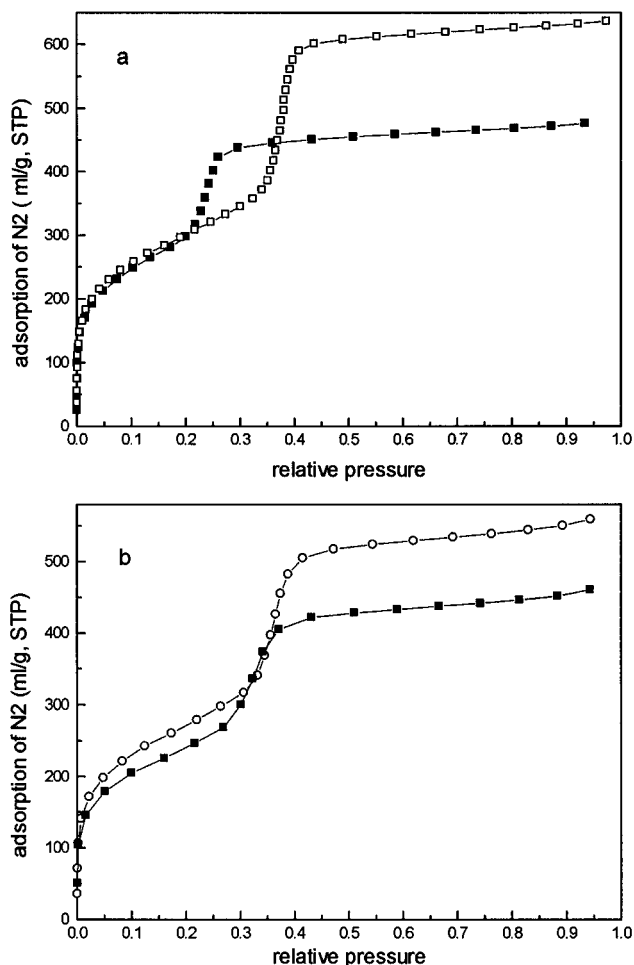 a
adsorption of N2 ( ml/g, STP)
600
500
400
300
200
100
0
0.0 0.1 0.2 0.3 0.4 0.5 0.6 0.7 0.8 0.9 1.0
relative pressure
b
adsorption of N2 (ml/g, STP)
500
400
300
200
100
0
0.0 0.1 0.2 0.3 0.4 0.5 0.6 0.7 0.8 0.9 1.0
relative pressure